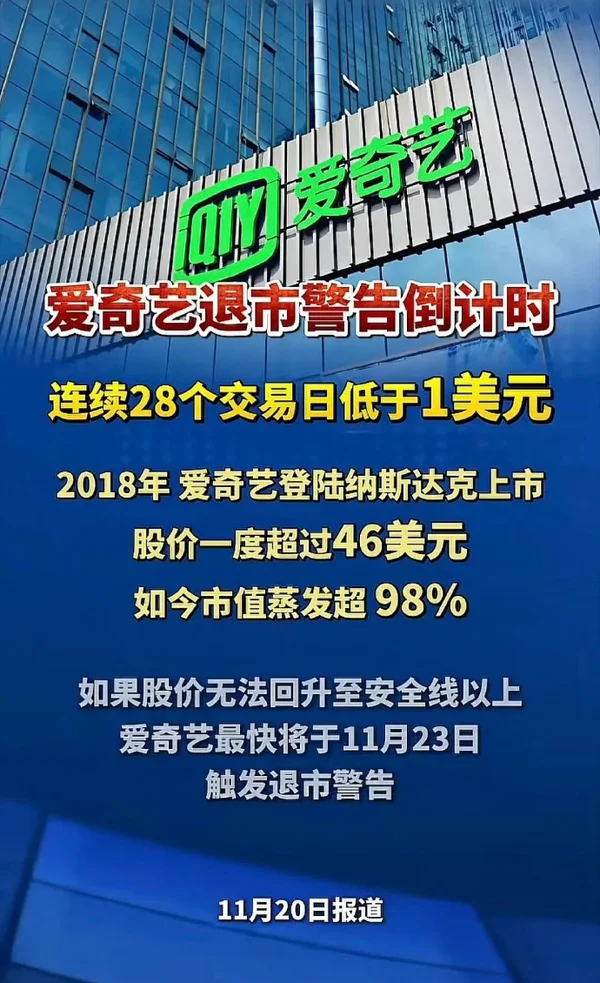 QIY 爱奇艺
爱奇艺退市警告倒计时
连续28个交易日低于1美元
2018年 爱奇艺登陆纳斯达克上市
股价一度超过46美元
如今市值蒸发超 98%
如果股价无法回升至安全线以上
爱奇艺最快将于11月23日
触发退市警告
11月20日报道